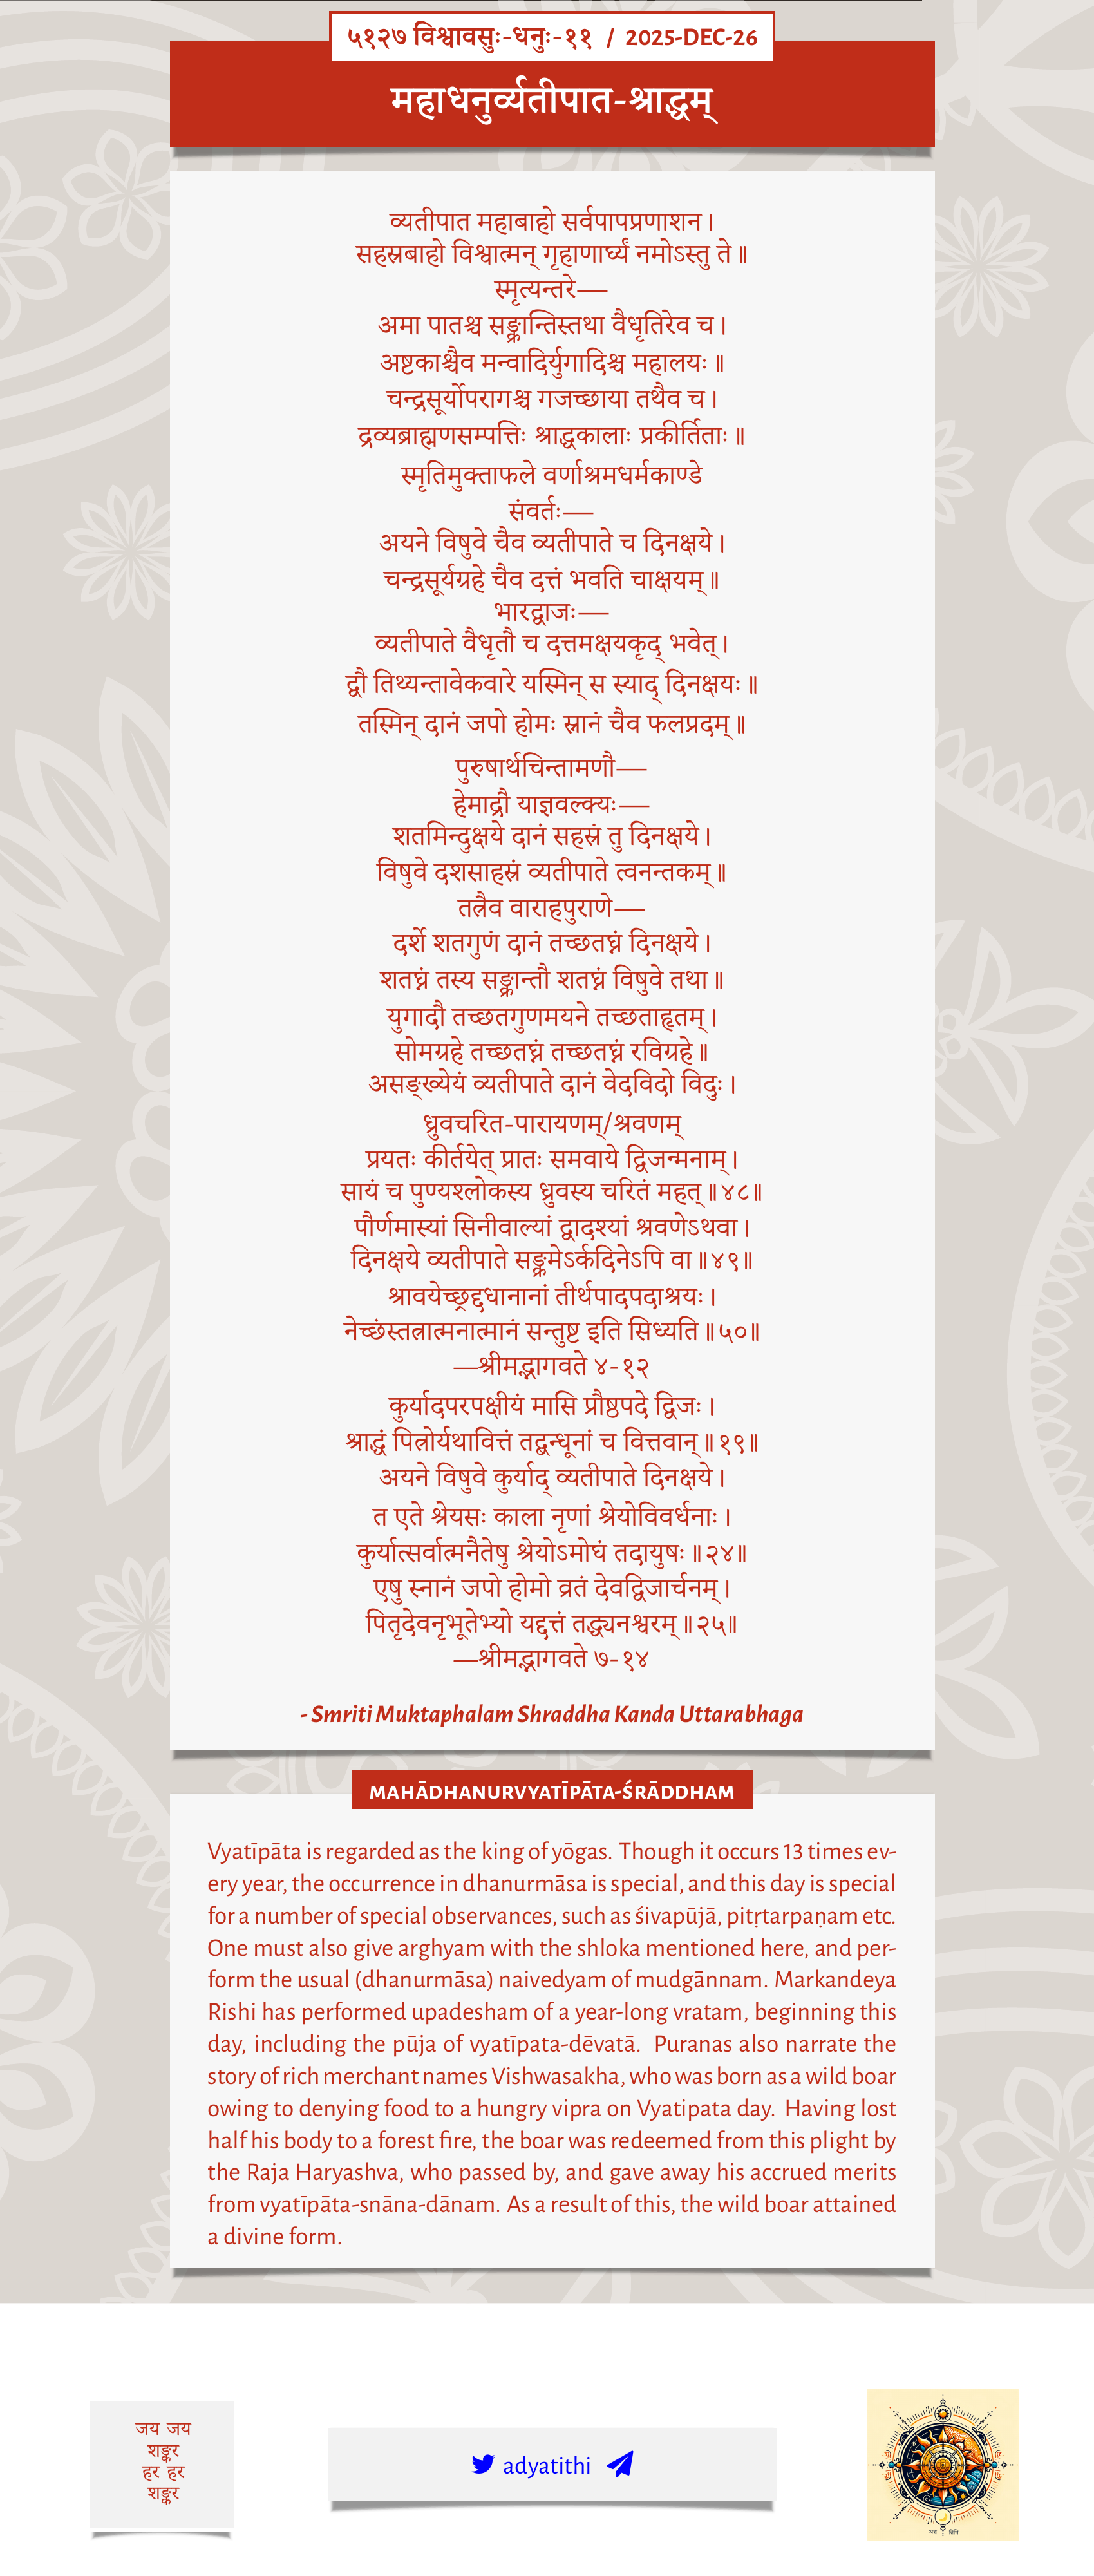 ५१२७ विश्वावसुः-धनुः-११ / 2025-DEC-26
महाधनुर्व्यतीपात-श्राद्धम्
व्यतीपात महाबाहो सर्वपापप्रणाशन।
सहस्रबाहो विश्वात्मन् गृहाणार्घ्यं नमोऽस्तु ते॥
स्मृत्यन्तरे—
अमा पातश्च सङ्क्रान्तिस्तथा वैधृतिरेव च।
अष्टकाश्चैव मन्वादिर्युगादिश्च महालयः॥
चन्द्रसूर्योपरागश्च गजच्छाया तथैव च।
द्रव्यब्राह्मणसम्पत्तिः श्राद्धकालाः प्रकीर्तिताः॥
स्मृतिमुक्ताफले वर्णाश्रमधर्मकाण्डे
संवर्तः—
अयने विषुवे चैव व्यतीपाते च दिनक्षये।
चन्द्रसूर्यग्रहे चैव दत्तं भवति चाक्षयम्॥
भारद्वाजः—
व्यतीपाते वैधृतौ च दत्तमक्षयकृद् भवेत्।
द्वौ तिथ्यन्तावेकवारे यस्मिन् स स्याद् दिनक्षयः॥
तस्मिन् दानं जपो होमः स्नानं चैव फलप्रदम्॥
पुरुषार्थचिन्तामणौ—
हेमाद्रौ याज्ञवल्क्यः—
शतमिन्दुक्षये दानं सहस्रं तु दिनक्षये।
विषुवे दशसाहस्रं व्यतीपाते त्वनन्तकम्॥
तत्रैव वाराहपुराणे—
दर्शे शतगुणं दानं तच्छतघ्नं दिनक्षये।
शतघ्नं तस्य सङ्क्रान्तौ शतघ्नं विषुवे तथा॥
युगादौ तच्छतगुणमयने तच्छताहृतम्।
सोमग्रहे तच्छतघ्नं तच्छतघ्नं रविग्रहे॥
असङ्ख्येयं व्यतीपाते दानं वेदविदो विदुः।
ध्रुवचरित-पारायणम्/श्रवणम्
प्रयतः कीर्तयेत् प्रातः समवाये द्विजन्मनाम्।
सायं च पुण्यश्लोकस्य ध्रुवस्य चरितं महत्॥४८॥
पौर्णमास्यां सिनीवाल्यां द्वादश्यां श्रवणेऽथवा।
दिनक्षये व्यतीपाते सङ्क्रमेऽर्कदिनेऽपि वा॥४९॥
श्रावयेच्छ्रद्दधानानां तीर्थपादपदाश्रयः।
नेच्छंस्तत्रात्मनात्मानं सन्तुष्ट इति सिध्यति॥५०॥
—श्रीमद्भागवते ४-१२
कुर्यादपरपक्षीयं मासि प्रौष्ठपदे द्विजः।
श्राद्धं पित्रोर्यथावित्तं तद्बन्धूनां च वित्तवान्॥१९॥
अयने विषुवे कुर्याद् व्यतीपाते दिनक्षये।
त एते श्रेयसः काला नृणां श्रेयोविवर्धनाः।
कुर्यात्सर्वात्मनैतेषु श्रेयोऽमोघं तदायुषः॥२४॥
एषु स्नानं जपो होमो व्रतं देवद्विजार्चनम्।
पितृदेवनृभूतेभ्यो यद्दत्तं तद्ध्यनश्वरम्॥२५॥
—श्रीमद्भागवते ७-१४
- Smriti Muktaphalam Shraddha Kanda Uttarabhaga
MAHĀDHANURVYATĪPĀTA-ŚRĀDDHAM
Vyatīpāta is regarded as the king of yōgas. Though it occurs 13 times ev-
ery year, the occurrence in dhanurmāsa is special, and this day is special
for a number of special observances, such as śivapūjā, pitṛtarpaṇam etc.
One must also give arghyam with the shloka mentioned here, and per-
form the usual (dhanurmāsa) naivedyam of mudgānnam. Markandeya
Rishi has performed upadesham of a year-long vratam, beginning this
day, including the pūja of vyatīpata-dēvatā. Puranas also narrate the
story of rich merchant names Vishwasakha, who was born as a wild boar
owing to denying food to a hungry vipra on Vyatipata day. Having lost
half his body to a forest fire, the boar was redeemed from this plight by
the Raja Haryashva, who passed by, and gave away his accrued merits
from vyatīpāta-snāna-dānam. As a result of this, the wild boar attained
a divine form.
जय जय
शङ्कर
हर हर
शङ्कर
adyatithi
अद्य तिथिः